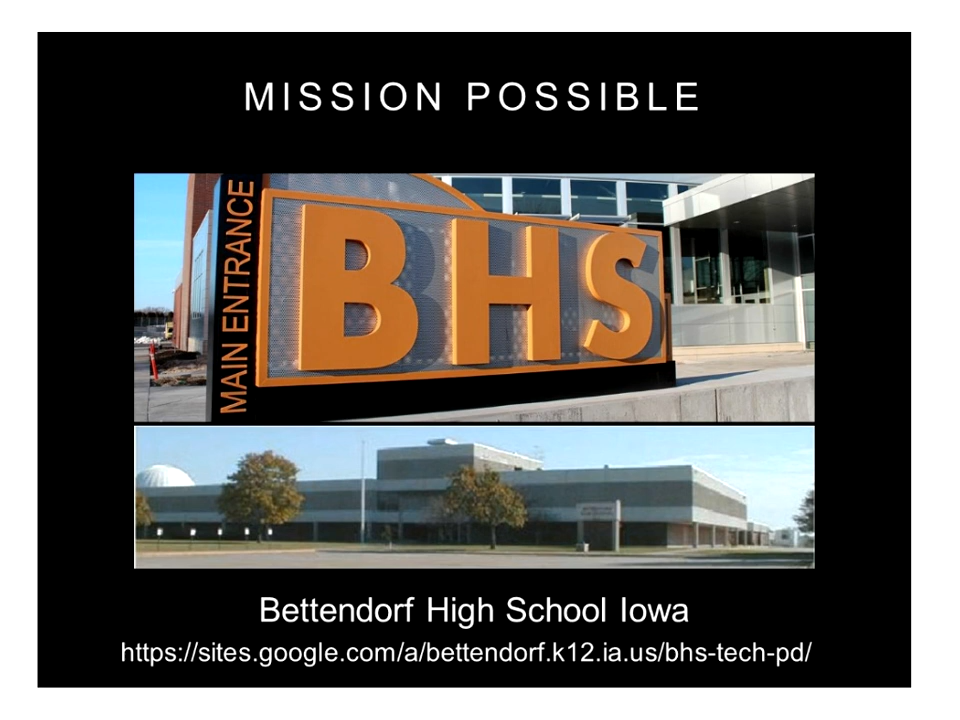 MISSION POSSIBLE
MAIN ENTRANCE
BHS
Bettendorf High School Iowa
https://sites.google.com/a/bettendorf.k12.ia.us/bhs-tech-pd/